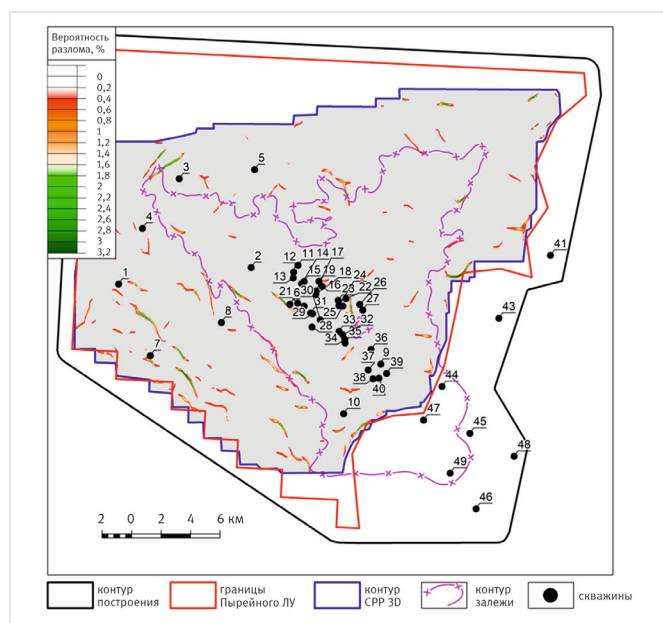 Вероятность
разлома, %
0
0,2
0,4
0,6
0,8
1
1,2
1,4
1,6
1,8
2
2,2
2,4
2,6
2,8
3
3,2
5
3
4
2
12 11 14 17
13 15 19 18 24
16 26
21 6 30 23 22 27
29 31 25
28 33 32
34 35
36
37 9 39
38 40
1
8
7
10
41
43
44
47
45
48
49
46
2 0 2 4 6 км
контур
построения
границы
Пырейного ЛУ
контур
СРР 3D
контур
залежи
скважины